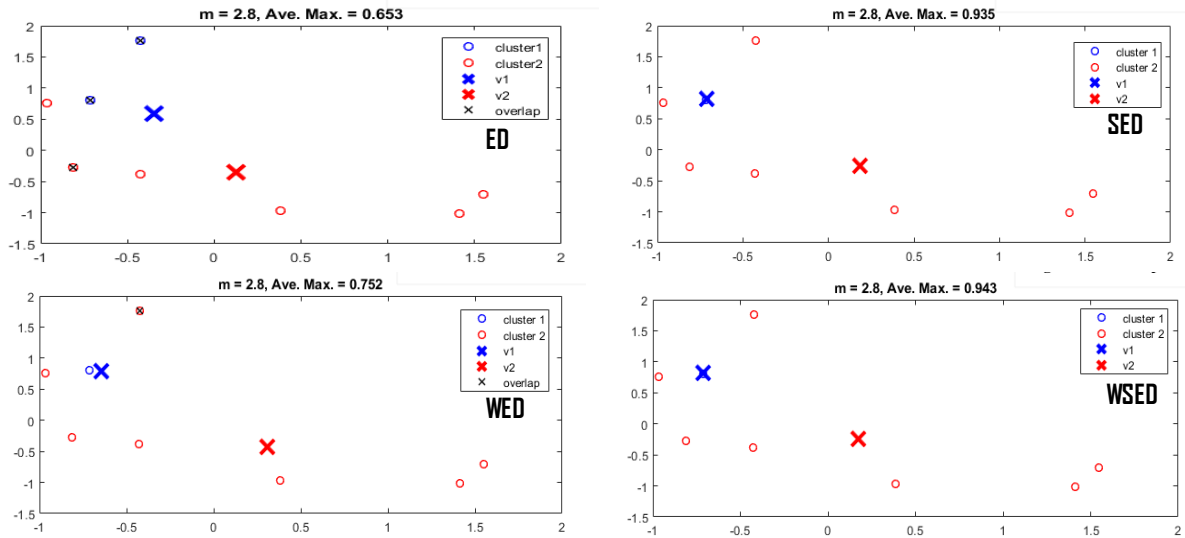 m = 2.8, Ave. Max. = 0.653
2
1.5
1
0.5
0
-0.5
-1
-1.5
-1
-0.5
0
0.5
1
1.5
2
cluster1
cluster2
v1
v2
overlap
ED
m = 2.8, Ave. Max. = 0.935
2
1.5
1
0.5
0
-0.5
-1
-1.5
-1
-0.5
0
0.5
1
1.5
2
cluster 1
cluster 2
v1
v2
SED
m = 2.8, Ave. Max. = 0.752
2
1.5
1
0.5
0
-0.5
-1
-1.5
-1
-0.5
0
0.5
1
1.5
2
cluster 1
cluster 2
v1
v2
overlap
WED
m = 2.8, Ave. Max. = 0.943
2
1.5
1
0.5
0
-0.5
-1
-1.5
-1
-0.5
0
0.5
1
1.5
2
cluster 1
cluster 2
v1
v2
WSED